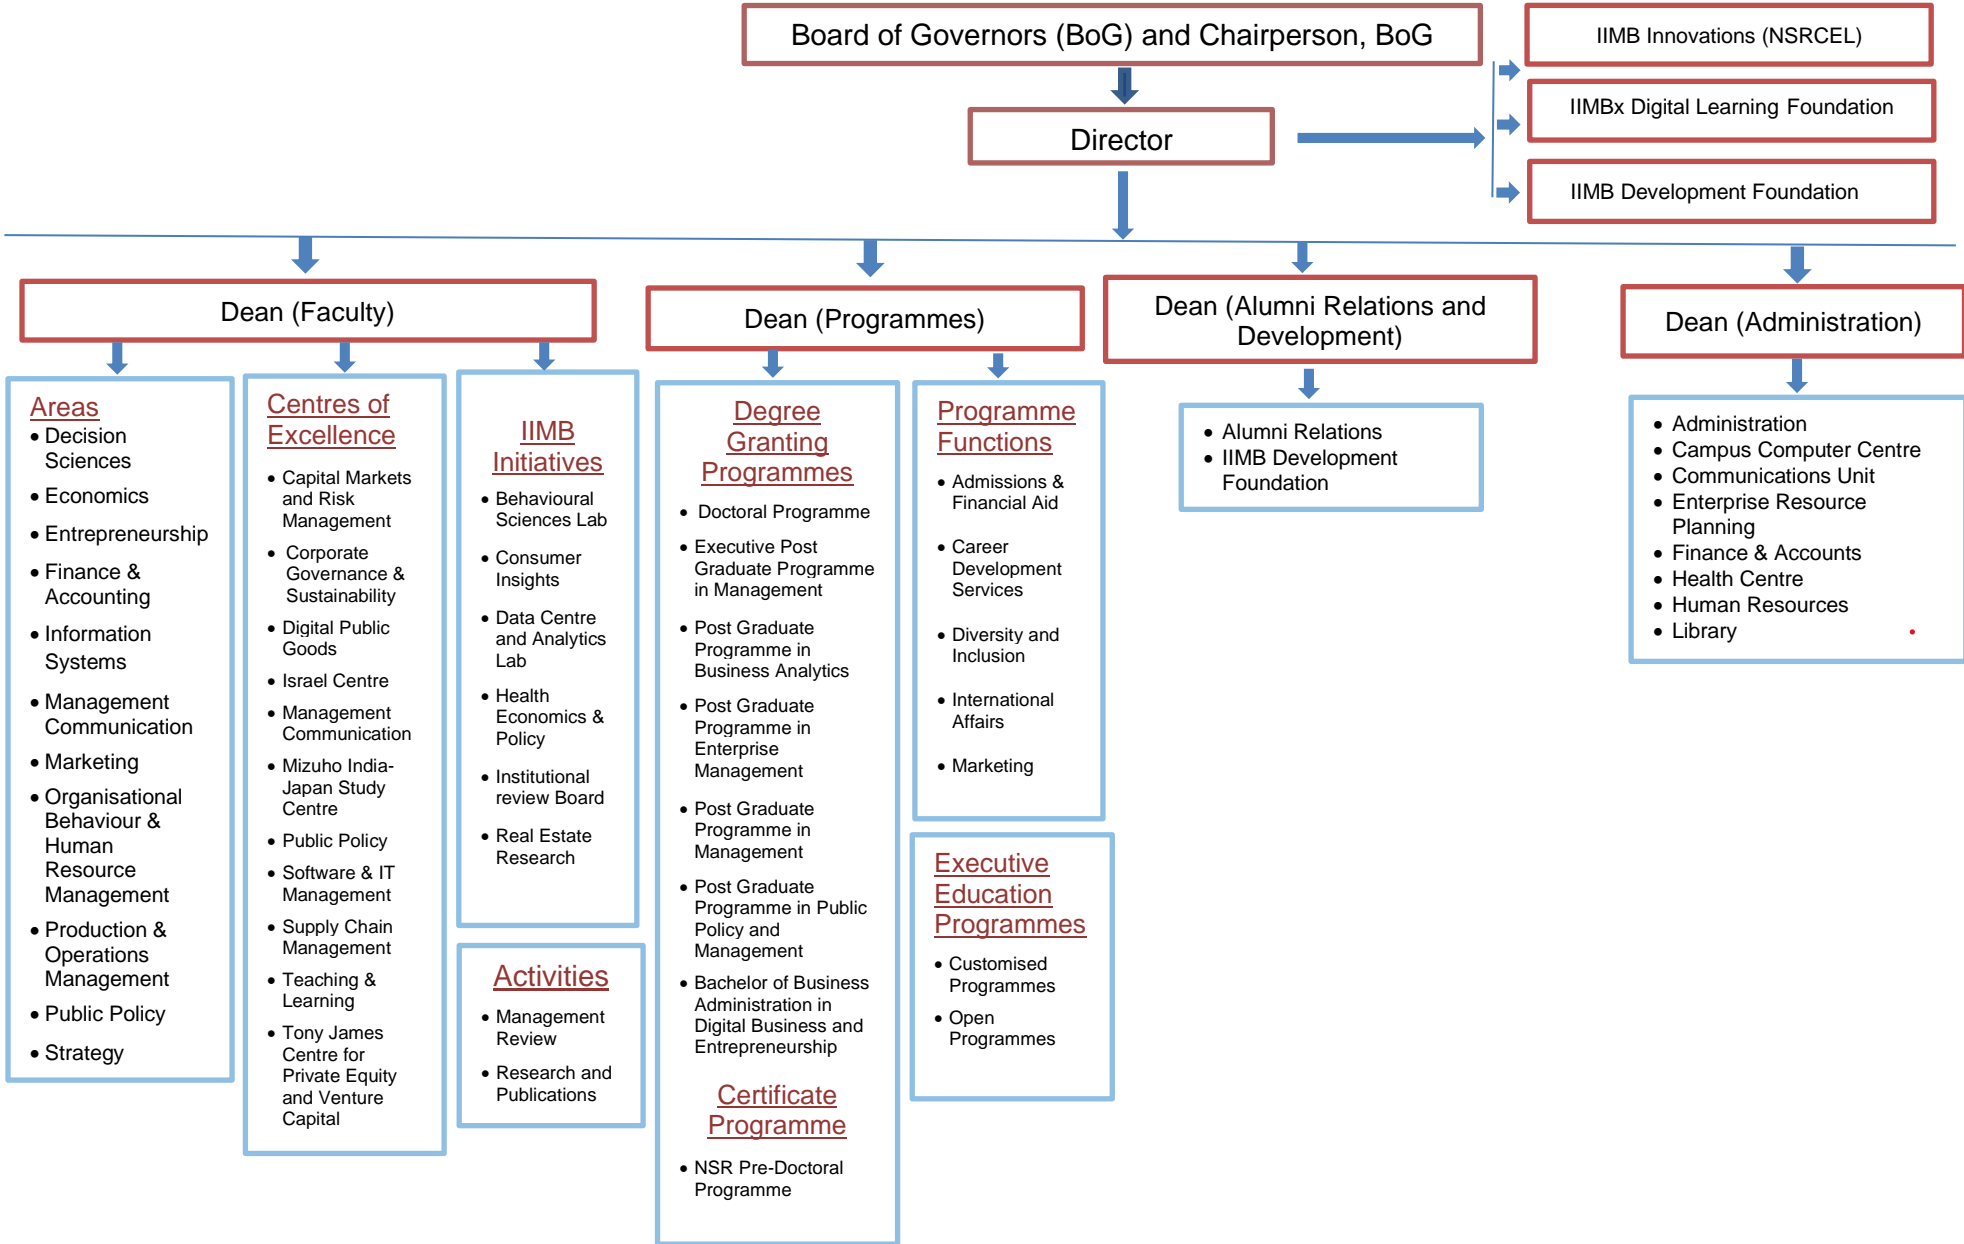 Board of Governors (BoG) and Chairperson, BoG
IIMB Innovations (NSRCEL)
IIMBx Digital Learning Foundation
Director
IIMB Development Foundation
Dean (Faculty)
Dean (Programmes)
Dean (Alumni Relations and
Development)
Dean (Administration)
Areas
• Decision
Sciences
• Economics
• Entrepreneurship
• Finance &
Accounting
• Information
Systems
• Management
Communication
• Marketing
• Organisational
Behaviour &
Human
Resource
Management
• Production &
Operations
Management
• Public Policy
• Strategy
Centres of
Excellence
• Capital Markets
and Risk
Management
• Corporate
Governance &
Sustainability
• Digital Public
Goods
• Israel Centre
• Management
Communication
• Mizuho India-
Japan Study
Centre
• Public Policy
• Software & IT
Management
• Supply Chain
Management
• Teaching &
Learning
• Tony James
Centre for
Private Equity
and Venture
Capital
IIMB
Initiatives
• Behavioural
Sciences Lab
• Consumer
Insights
• Data Centre
and Analytics
Lab
• Health
Economics &
Policy
• Institutional
review Board
• Real Estate
Research
Activities
• Management
Review
• Research and
Publications
Degree
Granting
Programmes
• Doctoral Programme
• Executive Post
Graduate Programme
in Management
• Post Graduate
Programme in
Business Analytics
• Post Graduate
Programme in
Enterprise
Management
• Post Graduate
Programme in
Management
• Post Graduate
Programme in Public
Policy and
Management
• Bachelor of Business
Administration in
Digital Business and
Entrepreneurship
Certificate
Programme
• NSR Pre-Doctoral
Programme
Programme
Functions
• Admissions &
Financial Aid
• Career
Development
Services
• Diversity and
Inclusion
• International
Affairs
• Marketing
Executive
Education
Programmes
• Customised
Programmes
• Open
Programmes
• Alumni Relations
• IIMB Development
Foundation
• Administration
• Campus Computer Centre
• Communications Unit
• Enterprise Resource
Planning
• Finance & Accounts
• Health Centre
• Human Resources
• Library